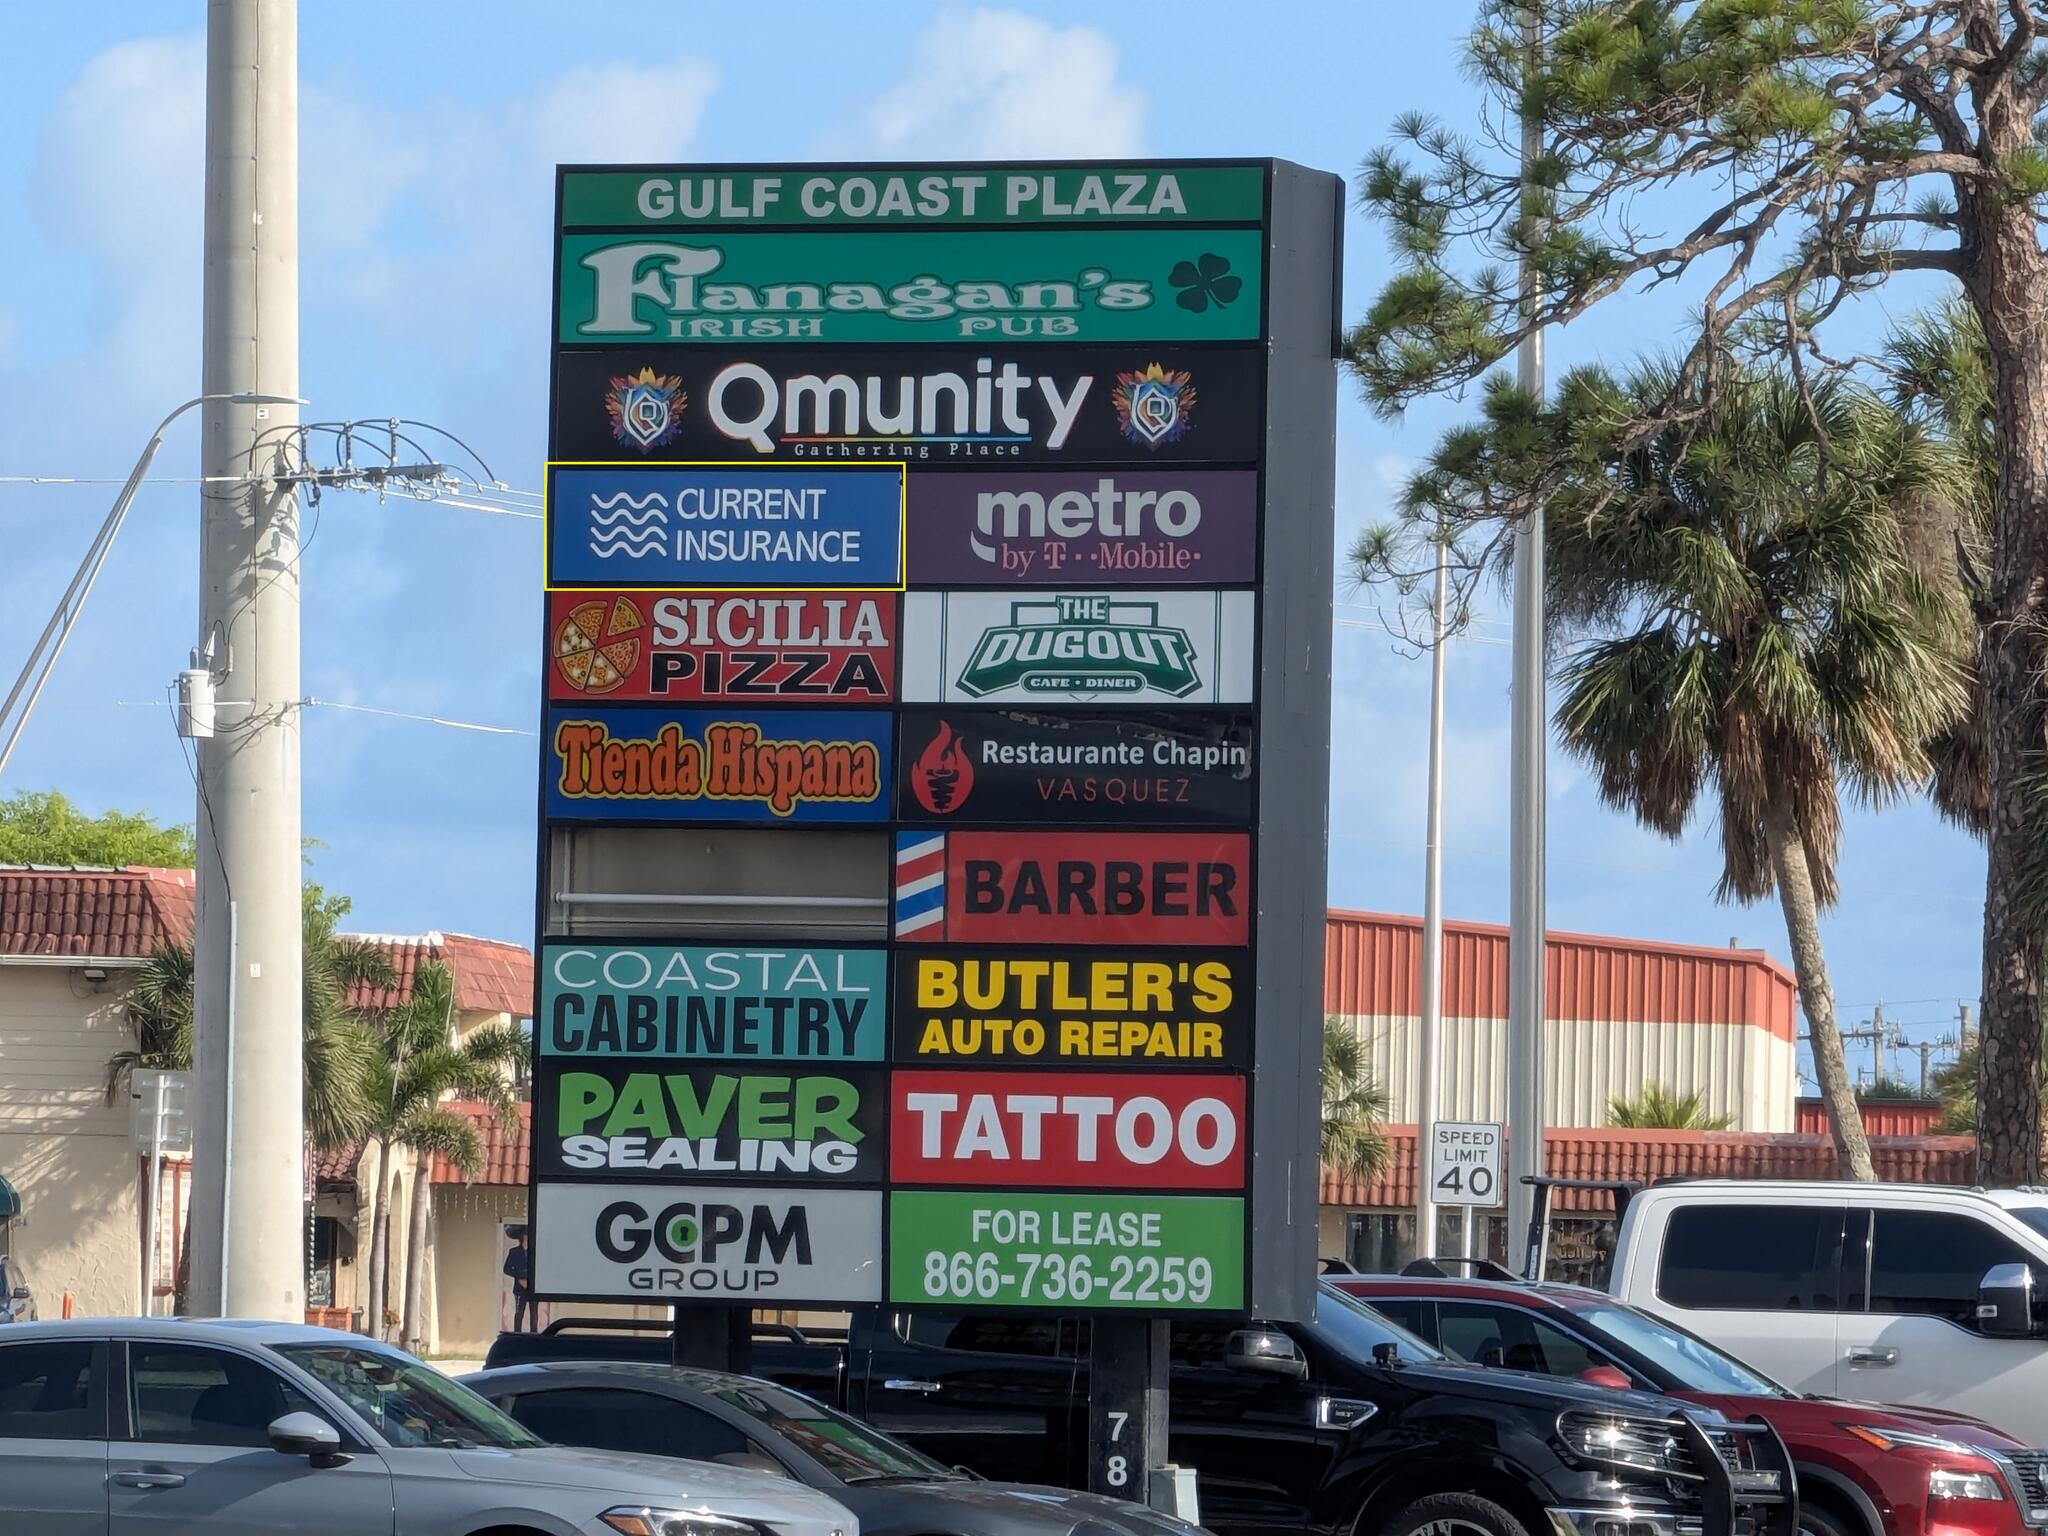 GULF COAST PLAZA
Flanagan's
IRISH PUB
Qmunity
Gathering Place
CURRENT
INSURANCE
metro
by T··Mobile·
SICILIA
PIZZA
THE
DUGOUT
CAFE • DINER
Tienda Hispana
Restaurante Chapin
VASQUEZ
BARBER
COASTAL
CABINETRY
BUTLER'S
AUTO REPAIR
PAVER
SEALING
TATTOO
GCPM
GROUP
FOR LEASE
866-736-2259
SPEED
LIMIT
40
7
8